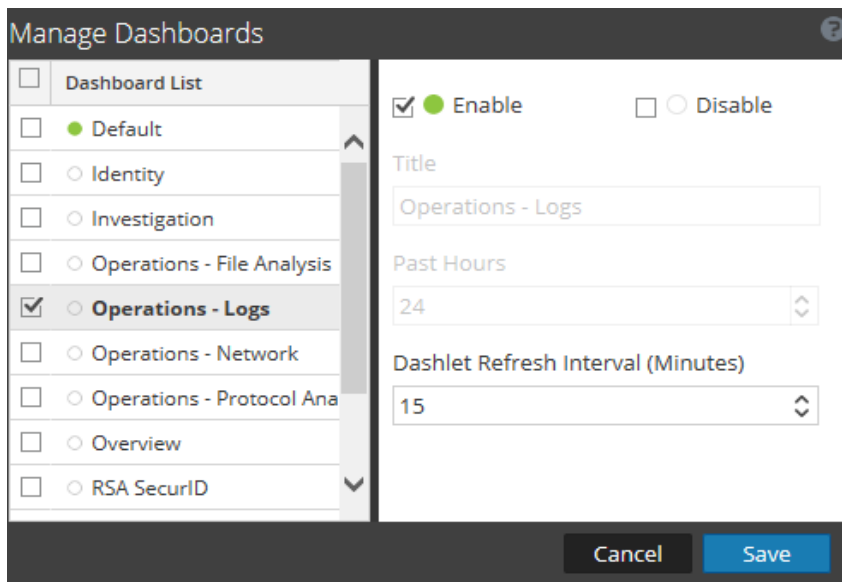 Manage Dashboards
?
Dashboard List
Default
Identity
Investigation
Operations - File Analysis
Operations - Logs
Operations - Network
Operations - Protocol Ana
Overview
RSA SecurID
Enable
Disable
Title
Operations - Logs
Past Hours
24
Dashlet Refresh Interval (Minutes)
15
Cancel
Save